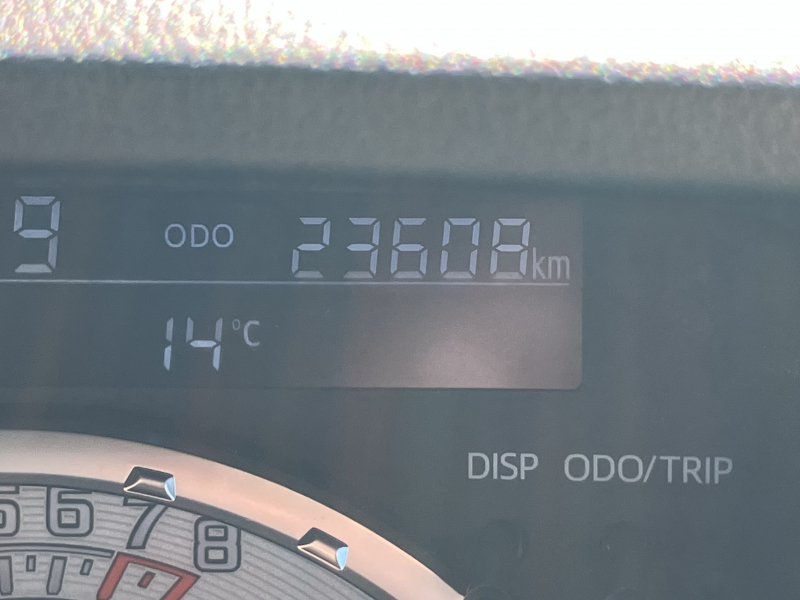 9 ODO 23608km
14°C
DISP ODO/TRIP
5 6 7 8